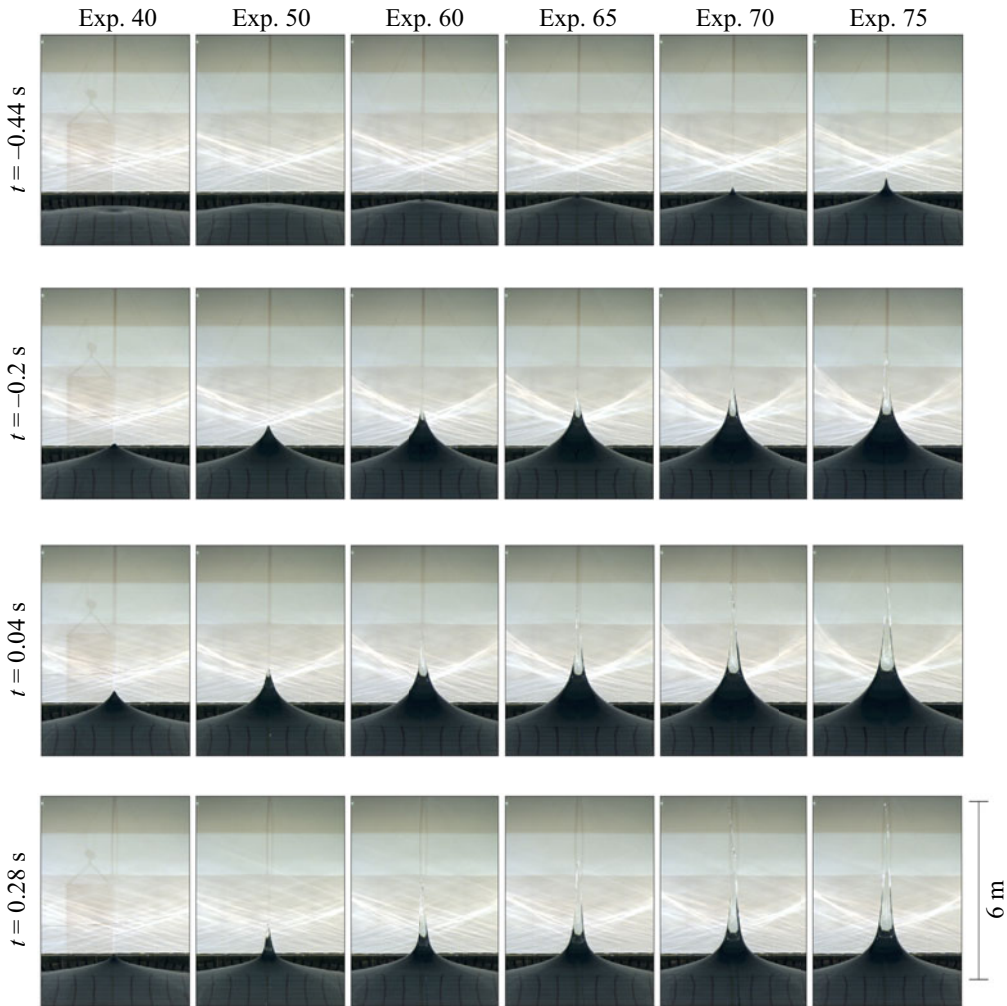 Exp. 40 Exp. 50 Exp. 60 Exp. 65 Exp. 70 Exp. 75
t = –0.44 s
t = –0.2 s
t = 0.04 s
t = 0.28 s
6 m